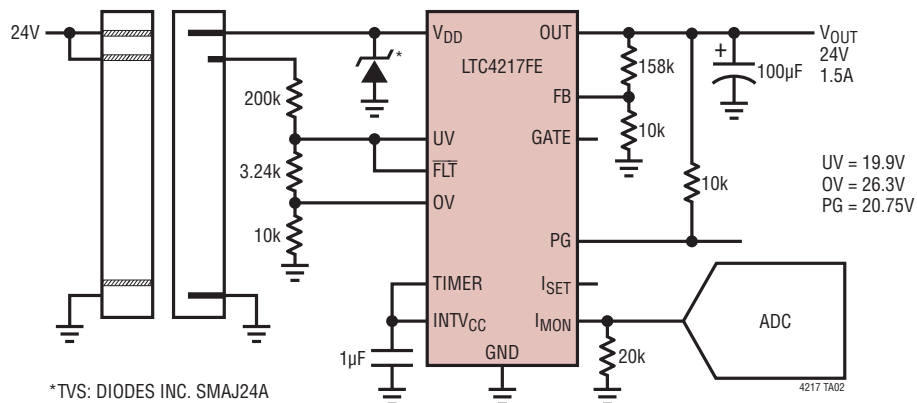 24V
200k
3.24k
10k
1µF
*TVS: DIODES INC. SMAJ24A
*
V_DD
UV
FLT
OV
TIMER
INTV_CC
GND
LTC4217FE
OUT
FB
GATE
PG
I_SET
I_MON
158k
10k
10k
20k
+
100µF
V_OUT
24V
1.5A
UV = 19.9V
OV = 26.3V
PG = 20.75V
ADC
4217 TA02